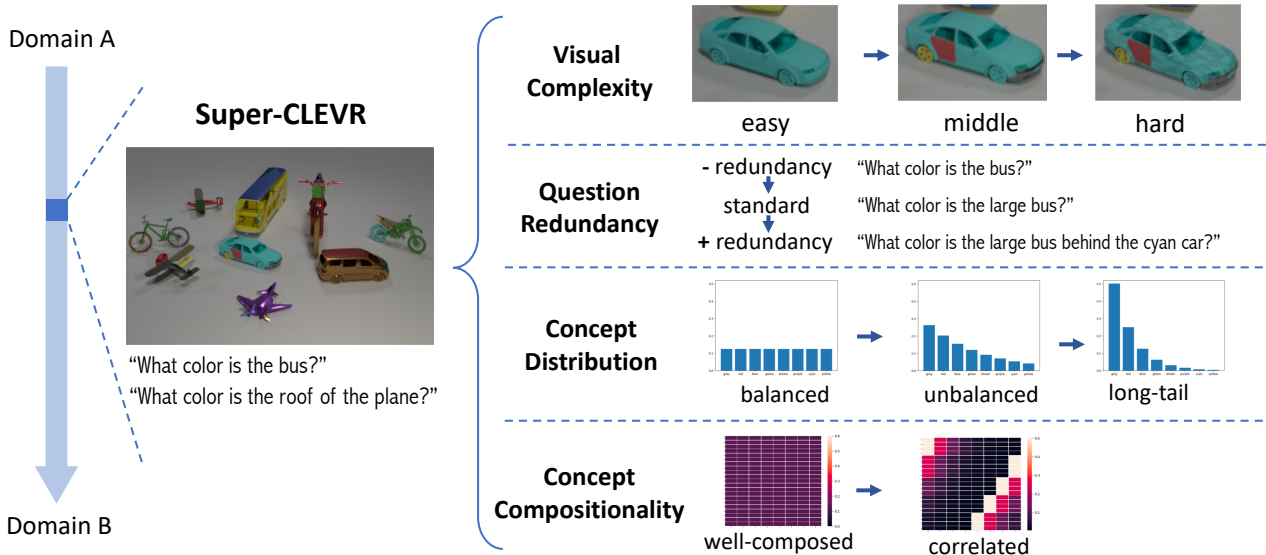 Domain A
Super-CLEVR
"What color is the bus?"
"What color is the roof of the plane?"
Domain B
Visual
Complexity
easy
middle
hard
Question
Redundancy
- redundancy
"What color is the bus?"
standard
"What color is the large bus?"
+ redundancy
"What color is the large bus behind the cyan car?"
Concept
Distribution
balanced
unbalanced
long-tail
Concept
Compositionality
well-composed
correlated